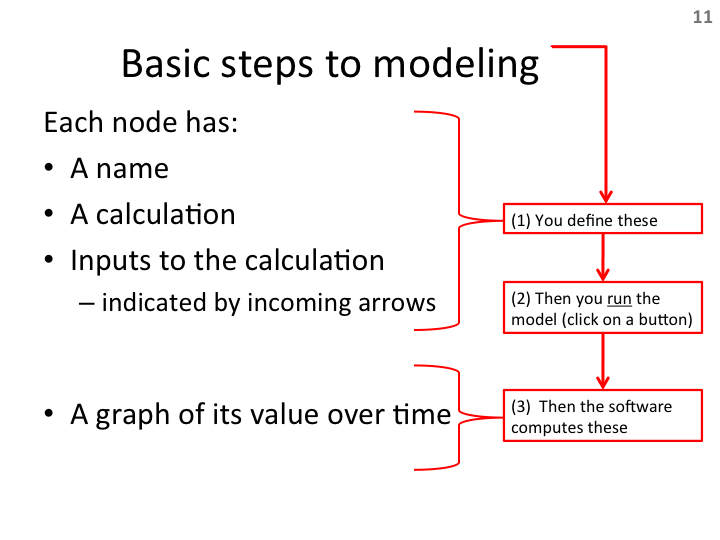 11
Basic steps to modeling
Each node has:
• A name
• A calculation
• Inputs to the calculation
– indicated by incoming arrows
• A graph of its value over time
(1) You define these
(2) Then you run the
model (click on a button)
(3) Then the software
computes these